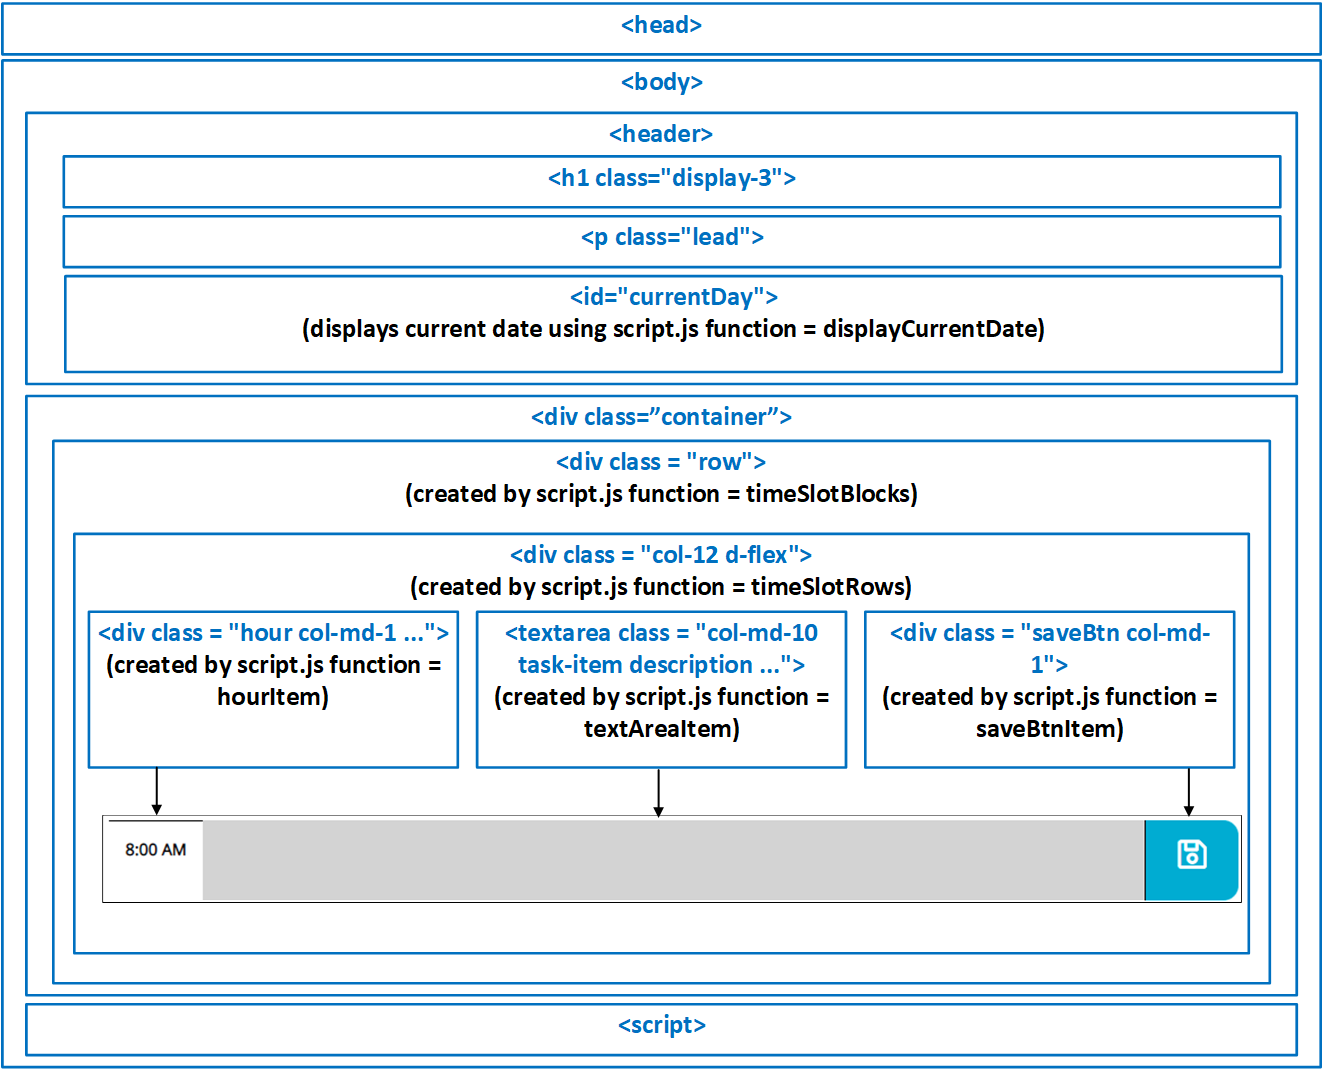 <head>
<body>
<header>
<h1 class="display-3">
<p class="lead">
<id="currentDay">
(displays current date using script.js function = displayCurrentDate)
<div class=”container”>
<div class = "row">
(created by script.js function = timeSlotBlocks)
<div class = "col-12 d-flex">
(created by script.js function = timeSlotRows)
<div class = "hour col-md-1 ...">
(created by script.js function =
hourItem)
<textarea class = "col-md-10
task-item description ...">
(created by script.js function =
textAreaItem)
<div class = "saveBtn col-md-
1">
(created by script.js function =
saveBtnItem)
8:00 AM
<script>